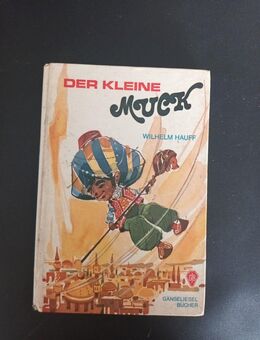 DER KLEINE
MUCK
WILHELM HAUFF
GÄNSELIESEL
BÜCHER